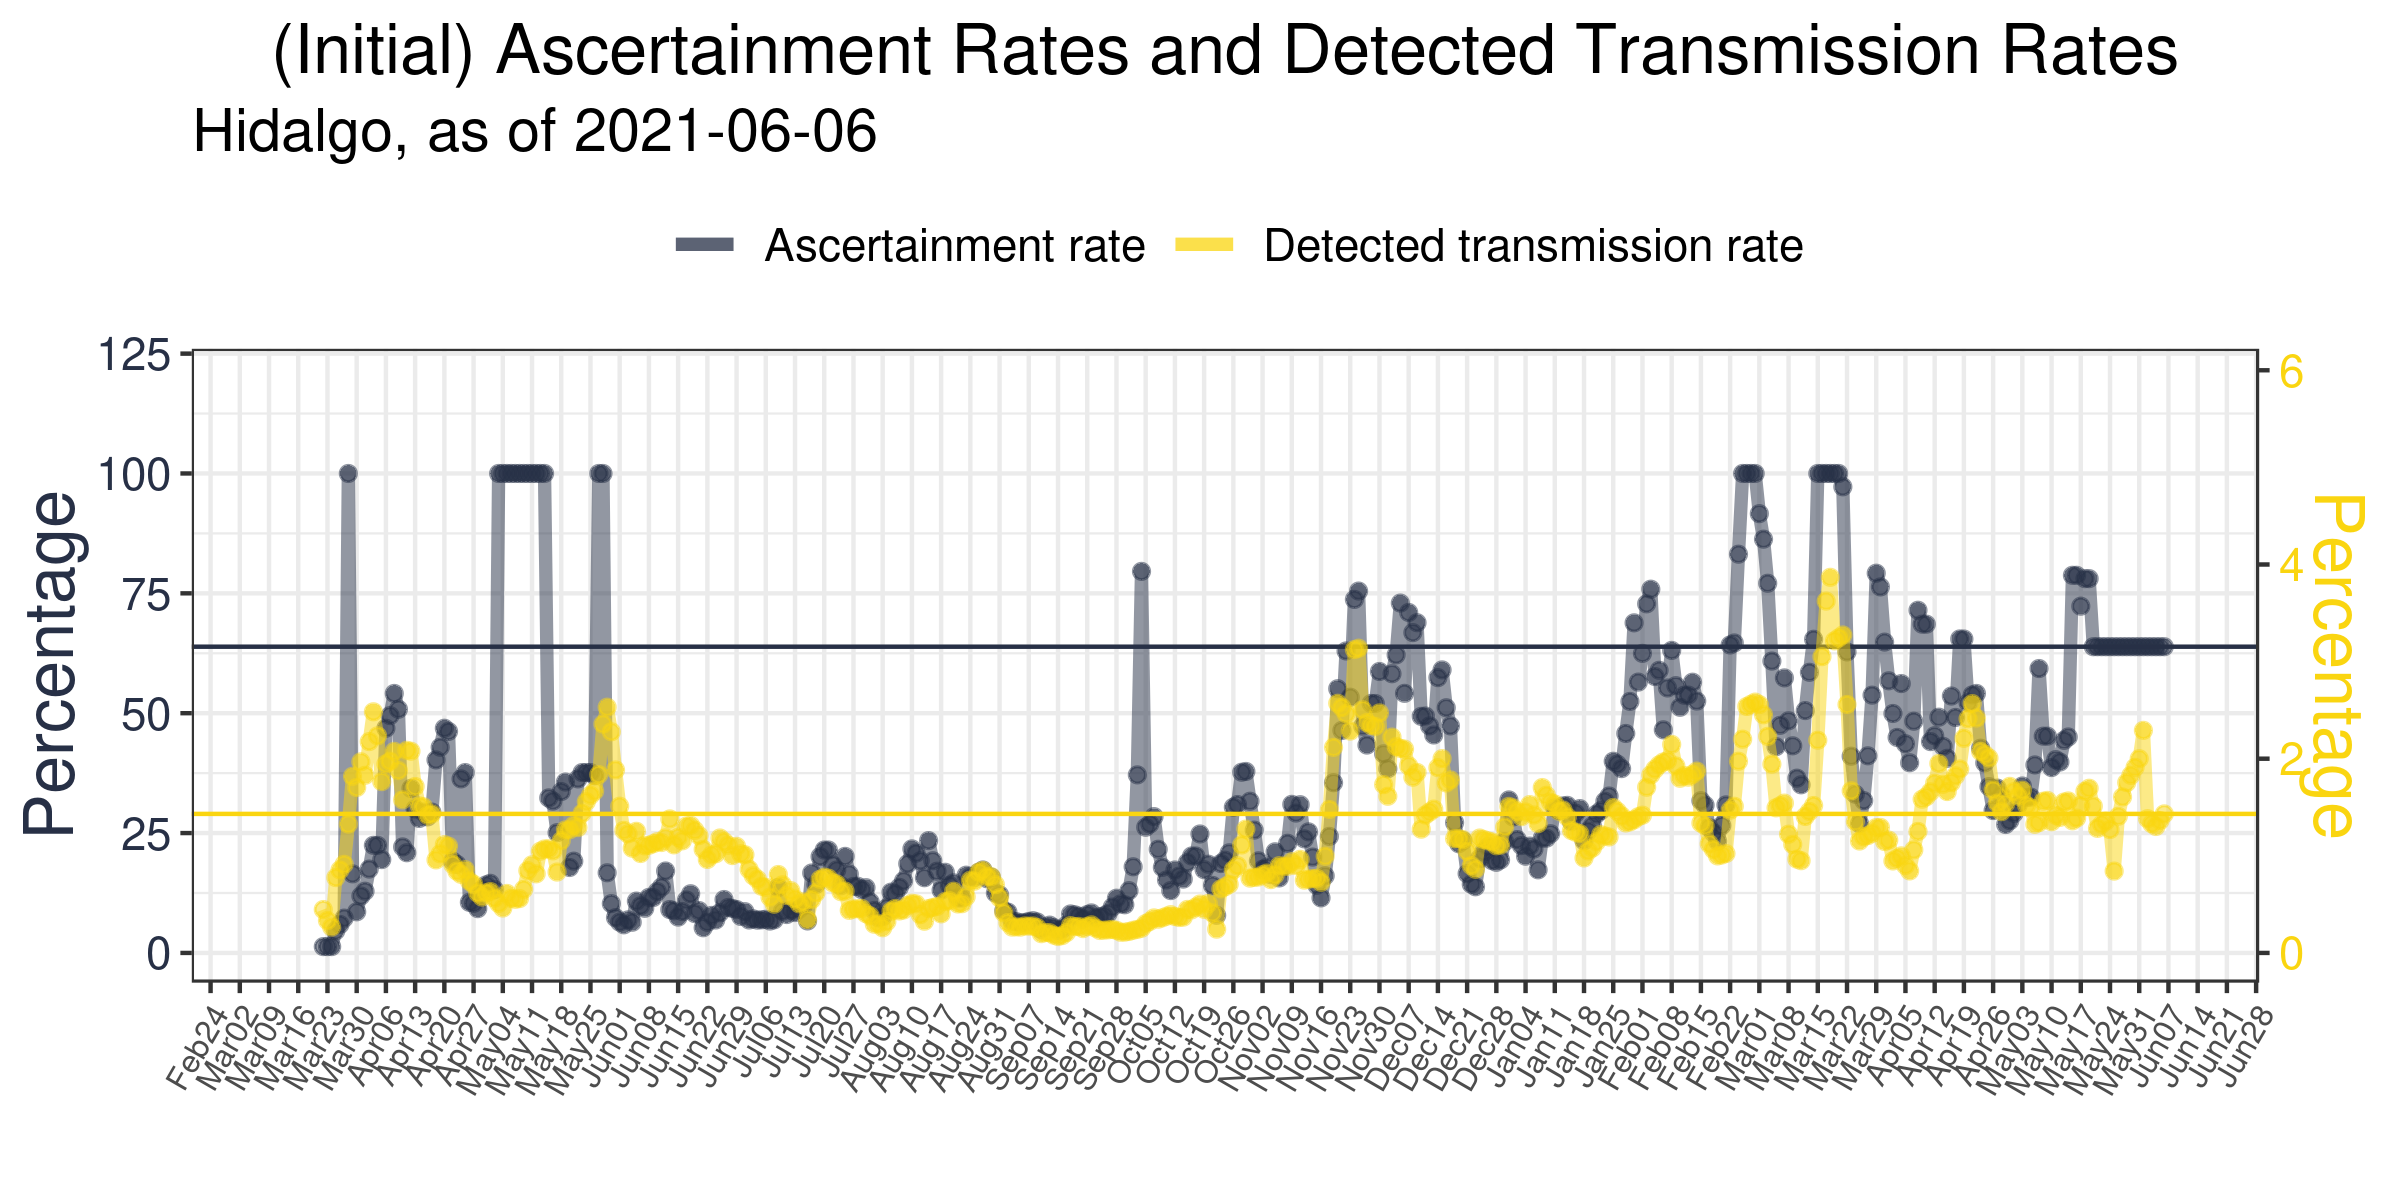 (Initial) Ascertainment Rates and Detected Transmission Rates
Hidalgo, as of 2021-06-06
Ascertainment rate
Detected transmission rate
Percentage
125
100
75
50
25
0
6
4
2
0
Percentage
Feb24
Mar02
Mar09
Mar16
Mar23
Mar30
Apr06
Apr13
Apr20
Apr27
May04
May11
May18
May25
Jun01
Jun08
Jun15
Jun22
Jun29
Jul06
Jul13
Jul20
Jul27
Aug03
Aug10
Aug17
Aug24
Aug31
Sep07
Sep14
Sep21
Sep28
Oct05
Oct12
Oct19
Oct26
Nov02
Nov09
Nov16
Nov23
Nov30
Dec07
Dec14
Dec21
Dec28
Jan04
Jan11
Jan18
Jan25
Feb01
Feb08
Feb15
Feb22
Mar01
Mar08
Mar15
Mar22
Mar29
Apr05
Apr12
Apr19
Apr26
May03
May10
May17
May24
May31
Jun07
Jun14
Jun21
Jun28